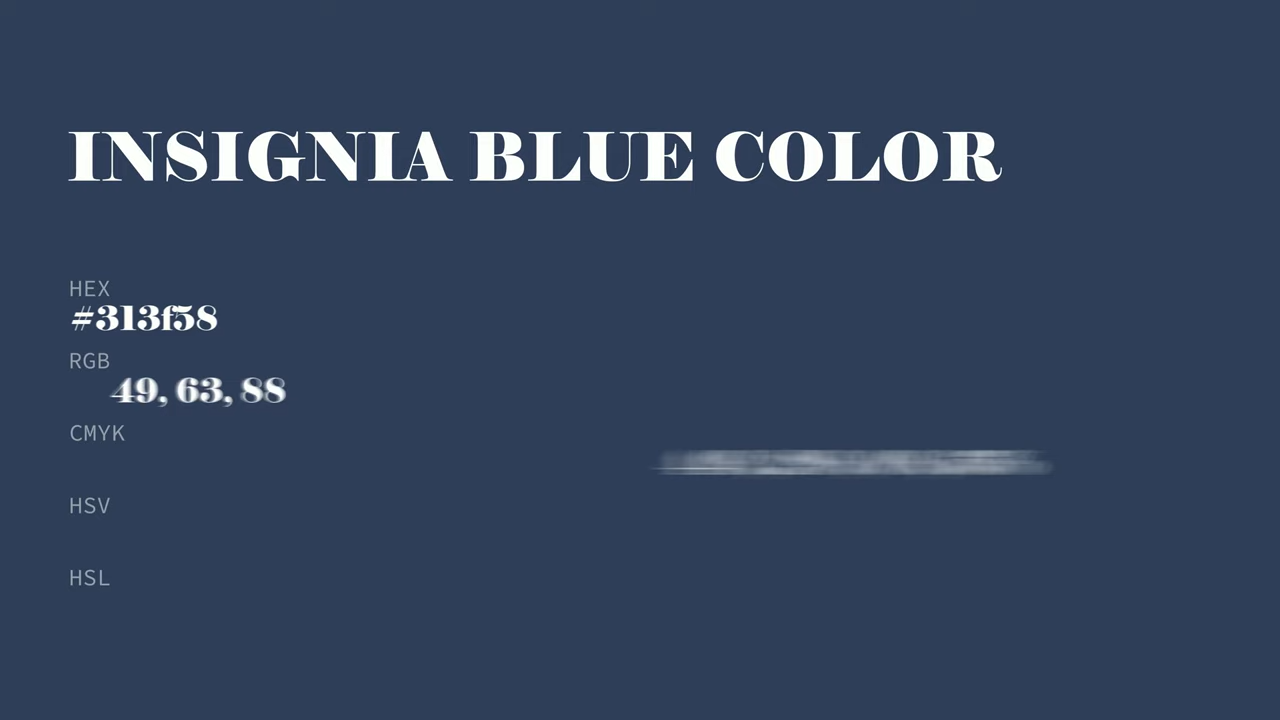 INSIGNIA BLUE COLOR
HEX
#313f58
RGB
49, 63, 88
CMYK
HSV
HSL